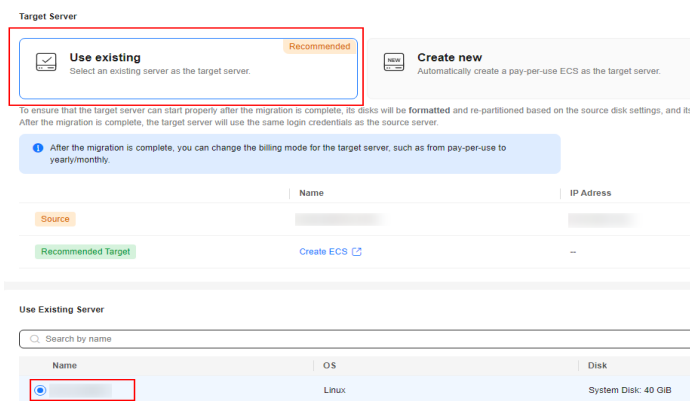 Target Server
Recommended
Use existing
Select an existing server as the target server.
NEW
Create new
Automatically create a pay-per-use ECS as the target server.
To ensure that the target server can start properly after the migration is complete, its disks will be formatted and re-partitioned based on the source disk settings, and its
After the migration is complete, the target server will use the same login credentials as the source server.
After the migration is complete, you can change the billing mode for the target server, such as from pay-per-use to
yearly/monthly.
Name IP Adress
Source
Recommended Target Create ECS --
Use Existing Server
Search by name
Name OS Disk
Linux System Disk: 40 GiB